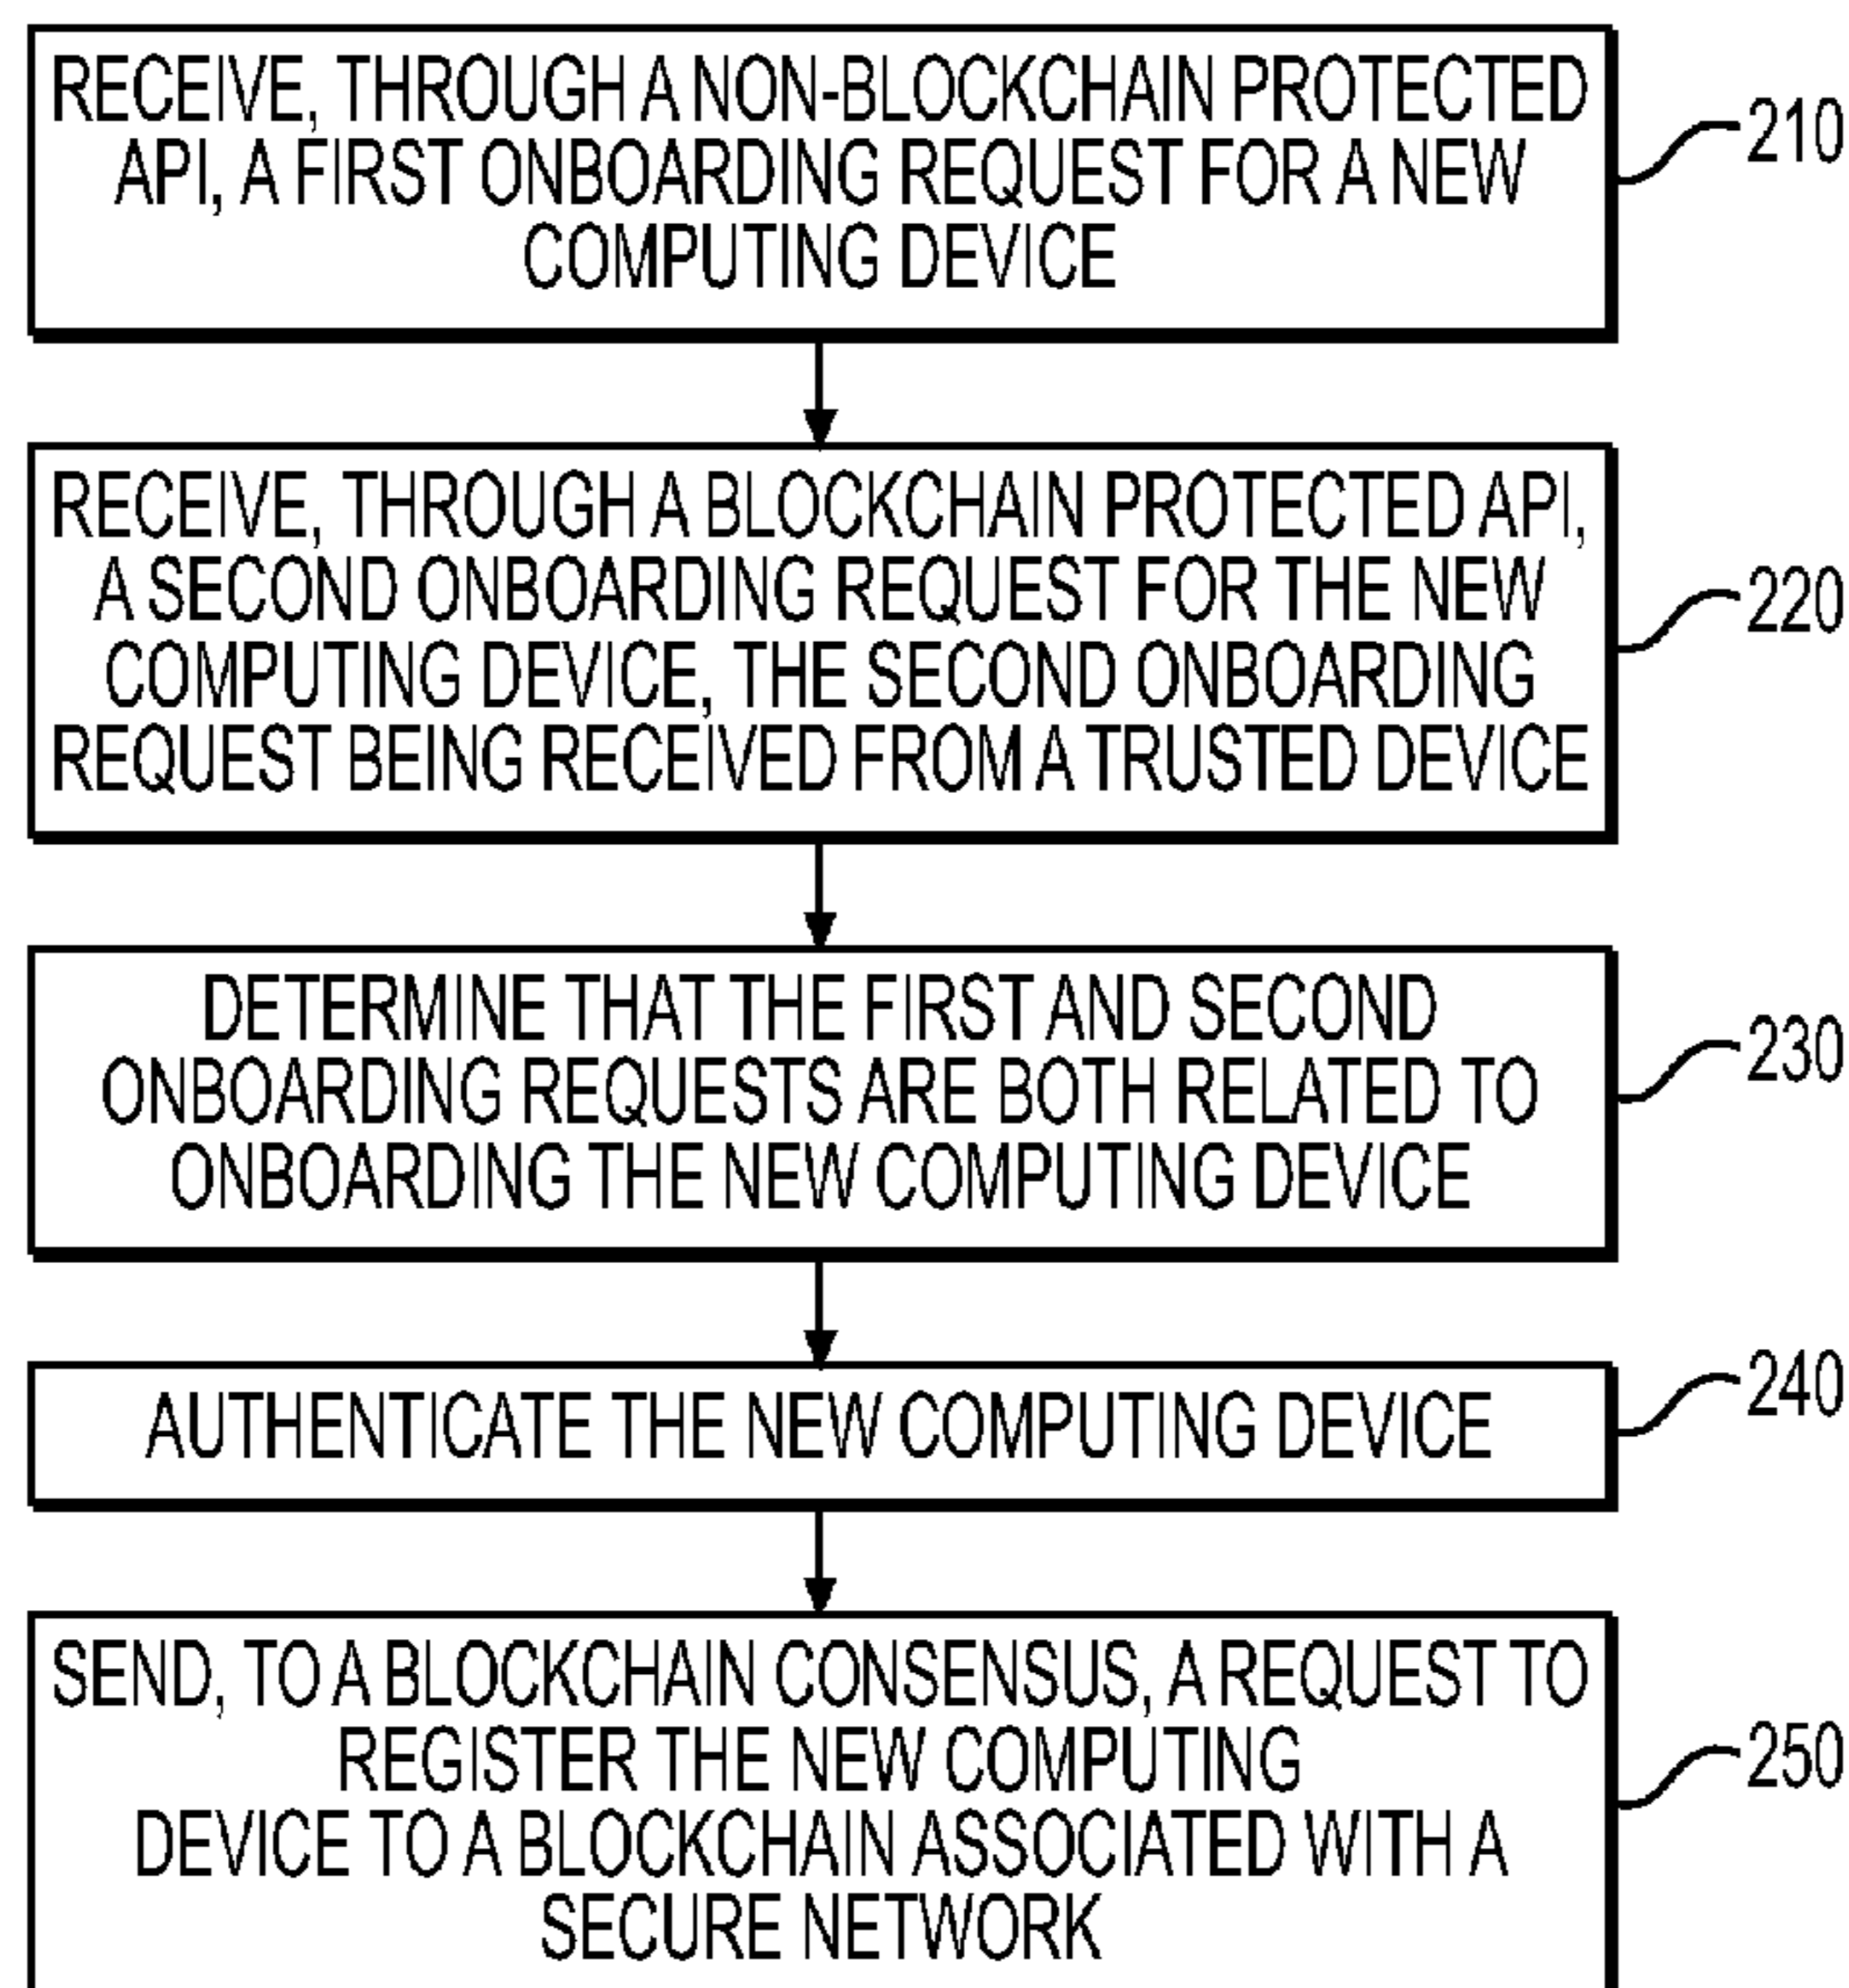 RECEIVE, THROUGH A NON-BLOCKCHAIN PROTECTED
API, A FIRST ONBOARDING REQUEST FOR A NEW
COMPUTING DEVICE
210
RECEIVE, THROUGH A BLOCKCHAIN PROTECTED API,
A SECOND ONBOARDING REQUEST FOR THE NEW
COMPUTING DEVICE, THE SECOND ONBOARDING
REQUEST BEING RECEIVED FROM A TRUSTED DEVICE
220
DETERMINE THAT THE FIRST AND SECOND
ONBOARDING REQUESTS ARE BOTH RELATED TO
ONBOARDING THE NEW COMPUTING DEVICE
230
AUTHENTICATE THE NEW COMPUTING DEVICE
240
SEND, TO A BLOCKCHAIN CONSENSUS, A REQUEST TO
REGISTER THE NEW COMPUTING
DEVICE TO A BLOCKCHAIN ASSOCIATED WITH A
SECURE NETWORK
250